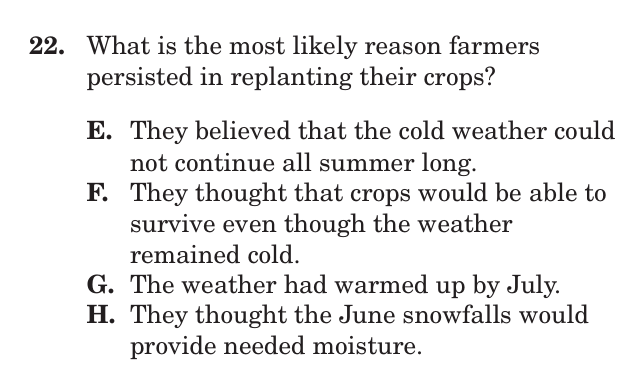 22. What is the most likely reason farmers
persisted in replanting their crops?
E. They believed that the cold weather could
not continue all summer long.
F. They thought that crops would be able to
survive even though the weather
remained cold.
G. The weather had warmed up by July.
H. They thought the June snowfalls would
provide needed moisture.